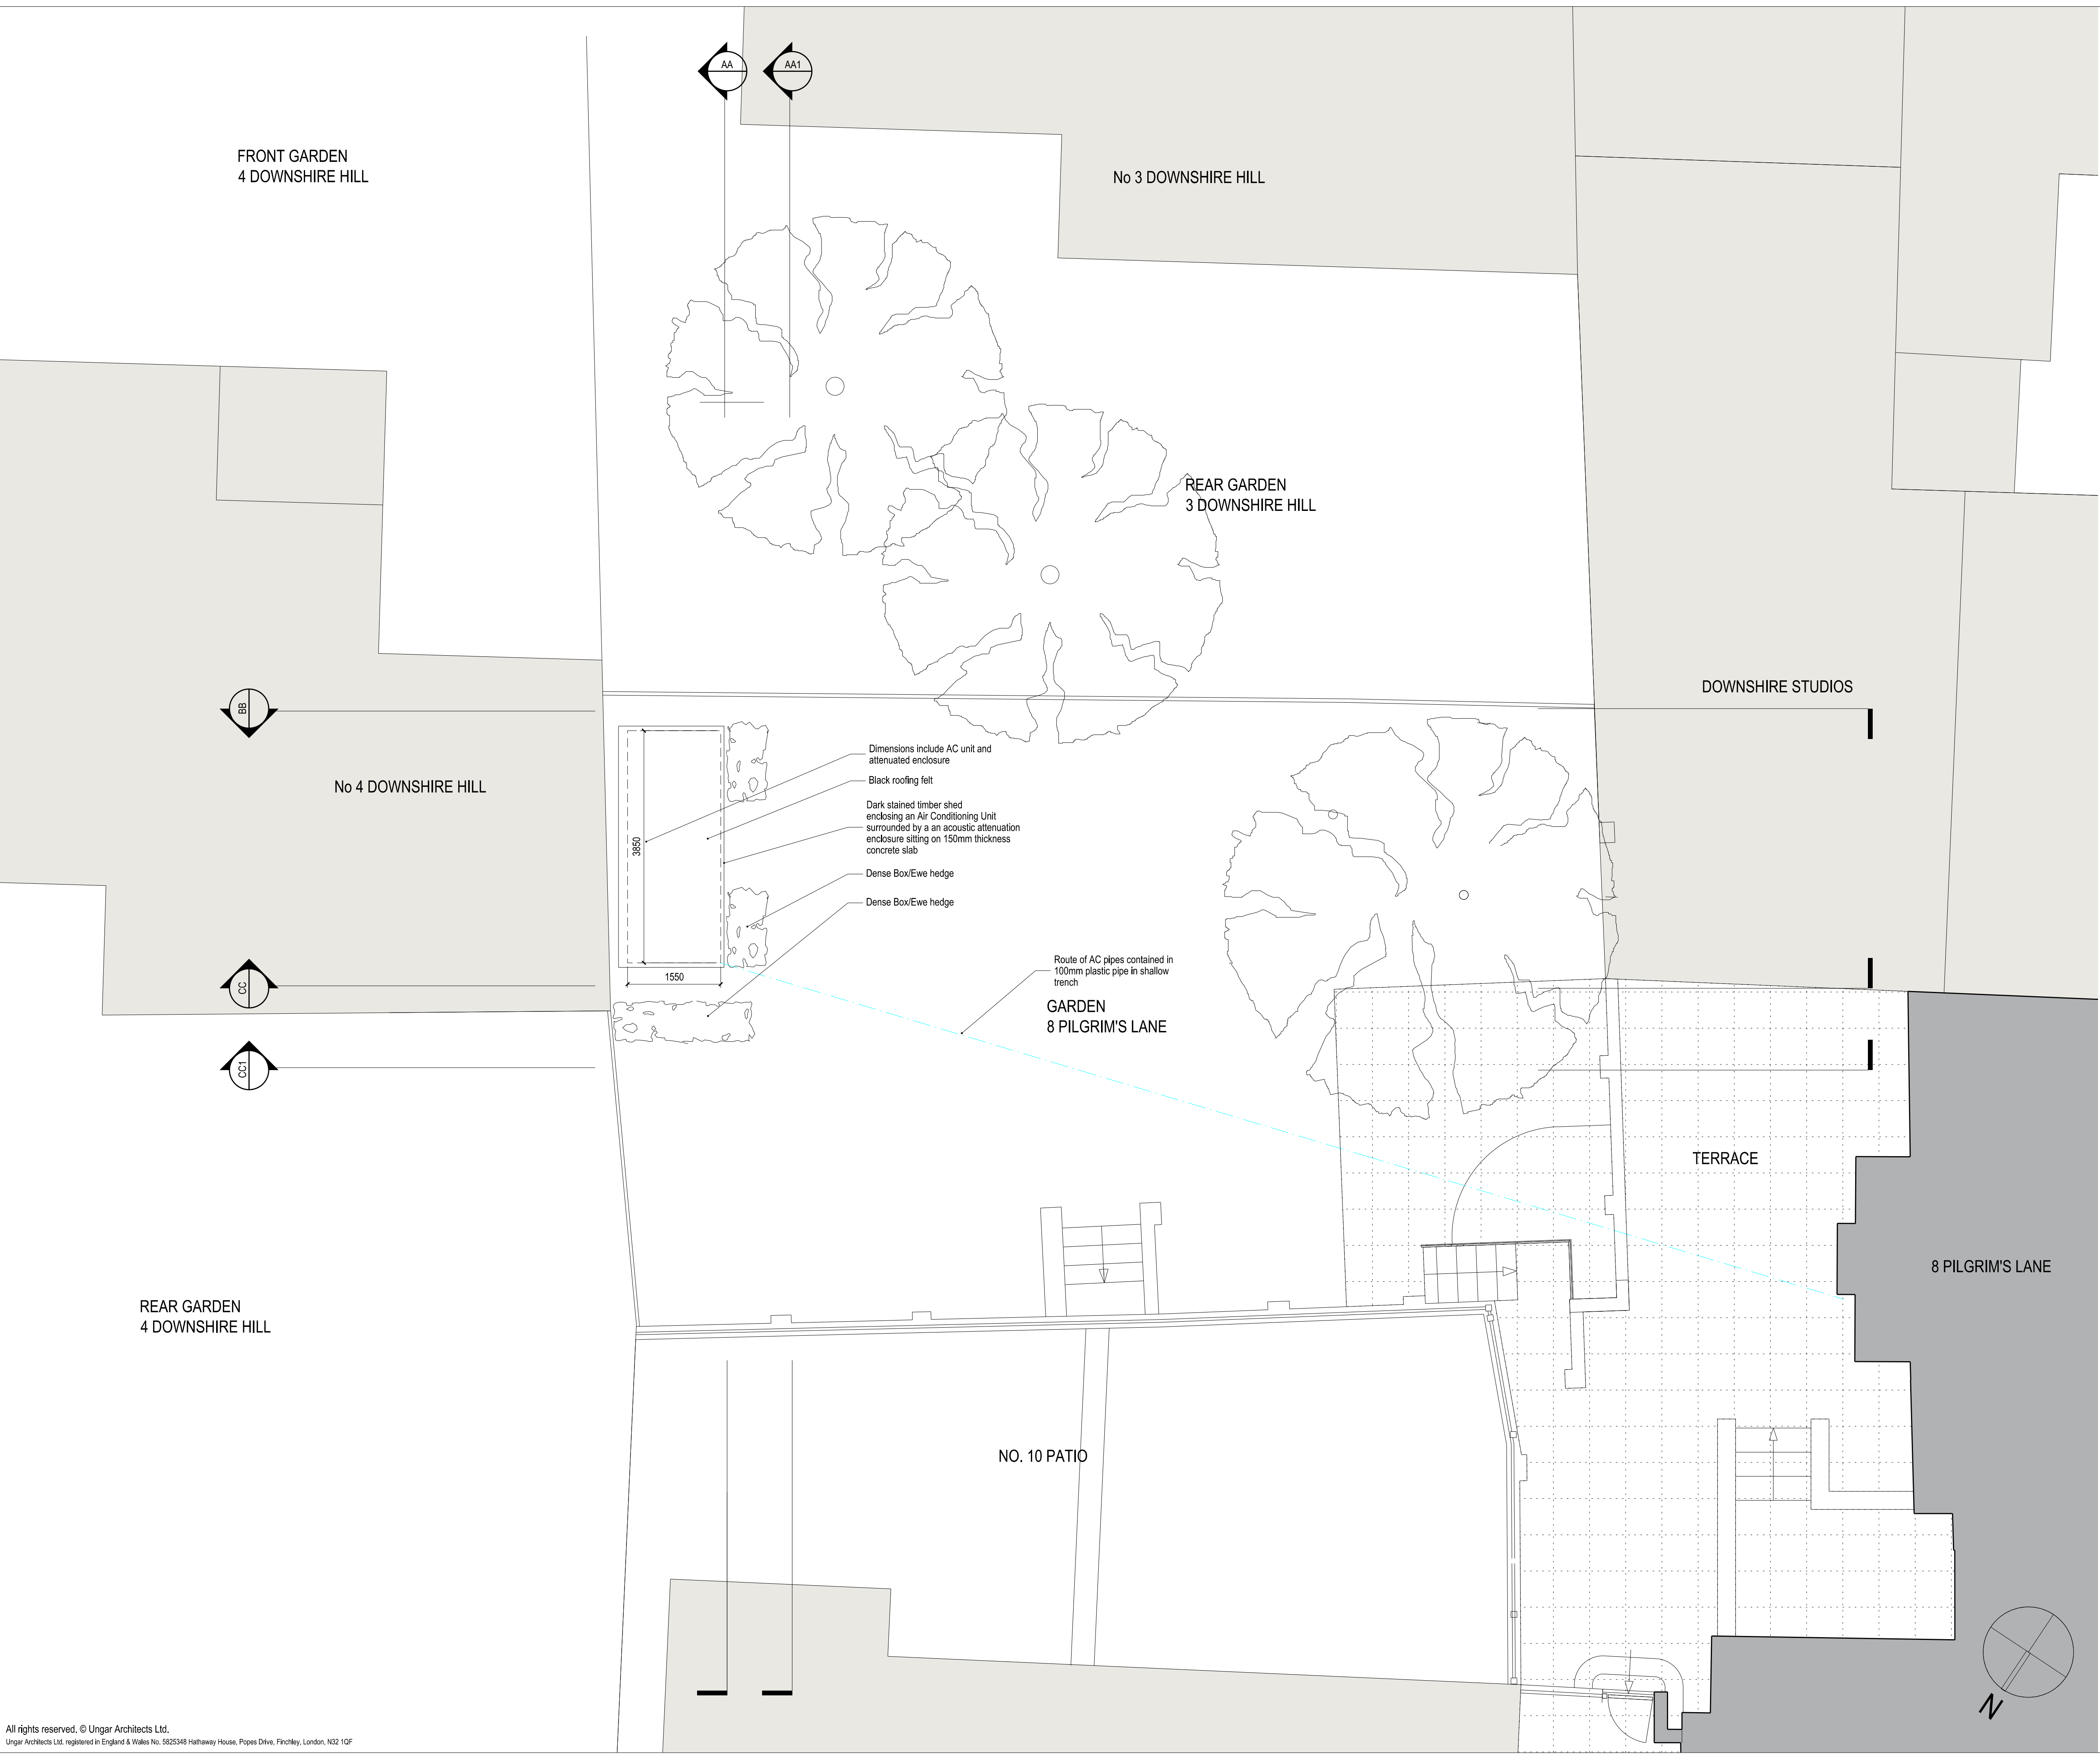 AA
AA1
FRONT GARDEN
4 DOWNSHIRE HILL
No 3 DOWNSHIRE HILL
REAR GARDEN
3 DOWNSHIRE HILL
DOWNSHIRE STUDIOS
BB
No 4 DOWNSHIRE HILL
Dimensions include AC unit and
attenuated enclosure
Black roofing felt
Dark stained timber shed
enclosing an Air Conditioning Unit
surrounded by a an acoustic attenuation
enclosure sitting on 150mm thickness
concrete slab
3850
Dense Box/Ewe hedge
Dense Box/Ewe hedge
1550
CC
Route of AC pipes contained in
100mm plastic pipe in shallow
trench
GARDEN
8 PILGRIM'S LANE
CC1
TERRACE
8 PILGRIM'S LANE
REAR GARDEN
4 DOWNSHIRE HILL
NO. 10 PATIO
N
All rights reserved. © Ungar Architects Ltd.
Ungar Architects Ltd. registered in England & Wales No. 5825348 Hathaway House, Popes Drive, Finchley, London, N32 1QF